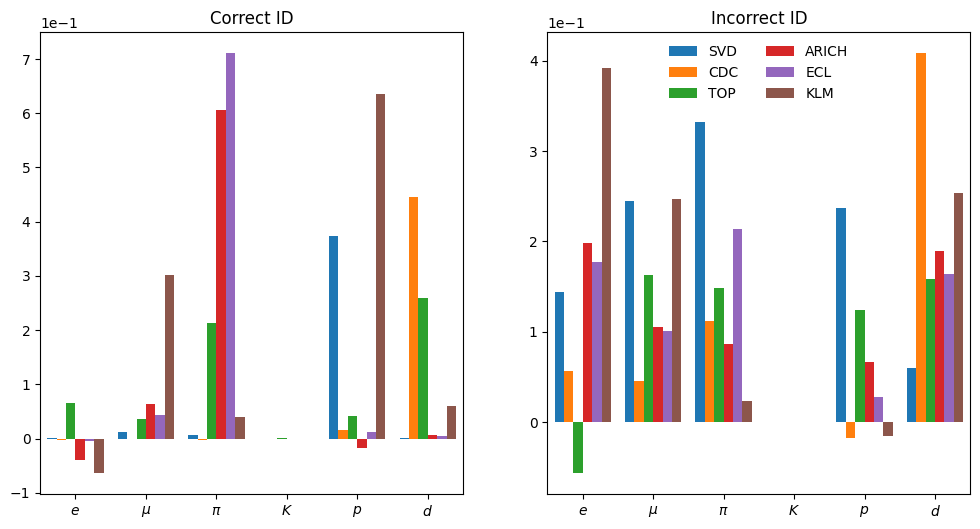 Correct ID
1e−1
7
6
5
4
3
2
1
0
−1
e μ π K p d
Incorrect ID
1e−1
4
3
2
1
0
SVD ARICH
CDC ECL
TOP KLM
e μ π K p d